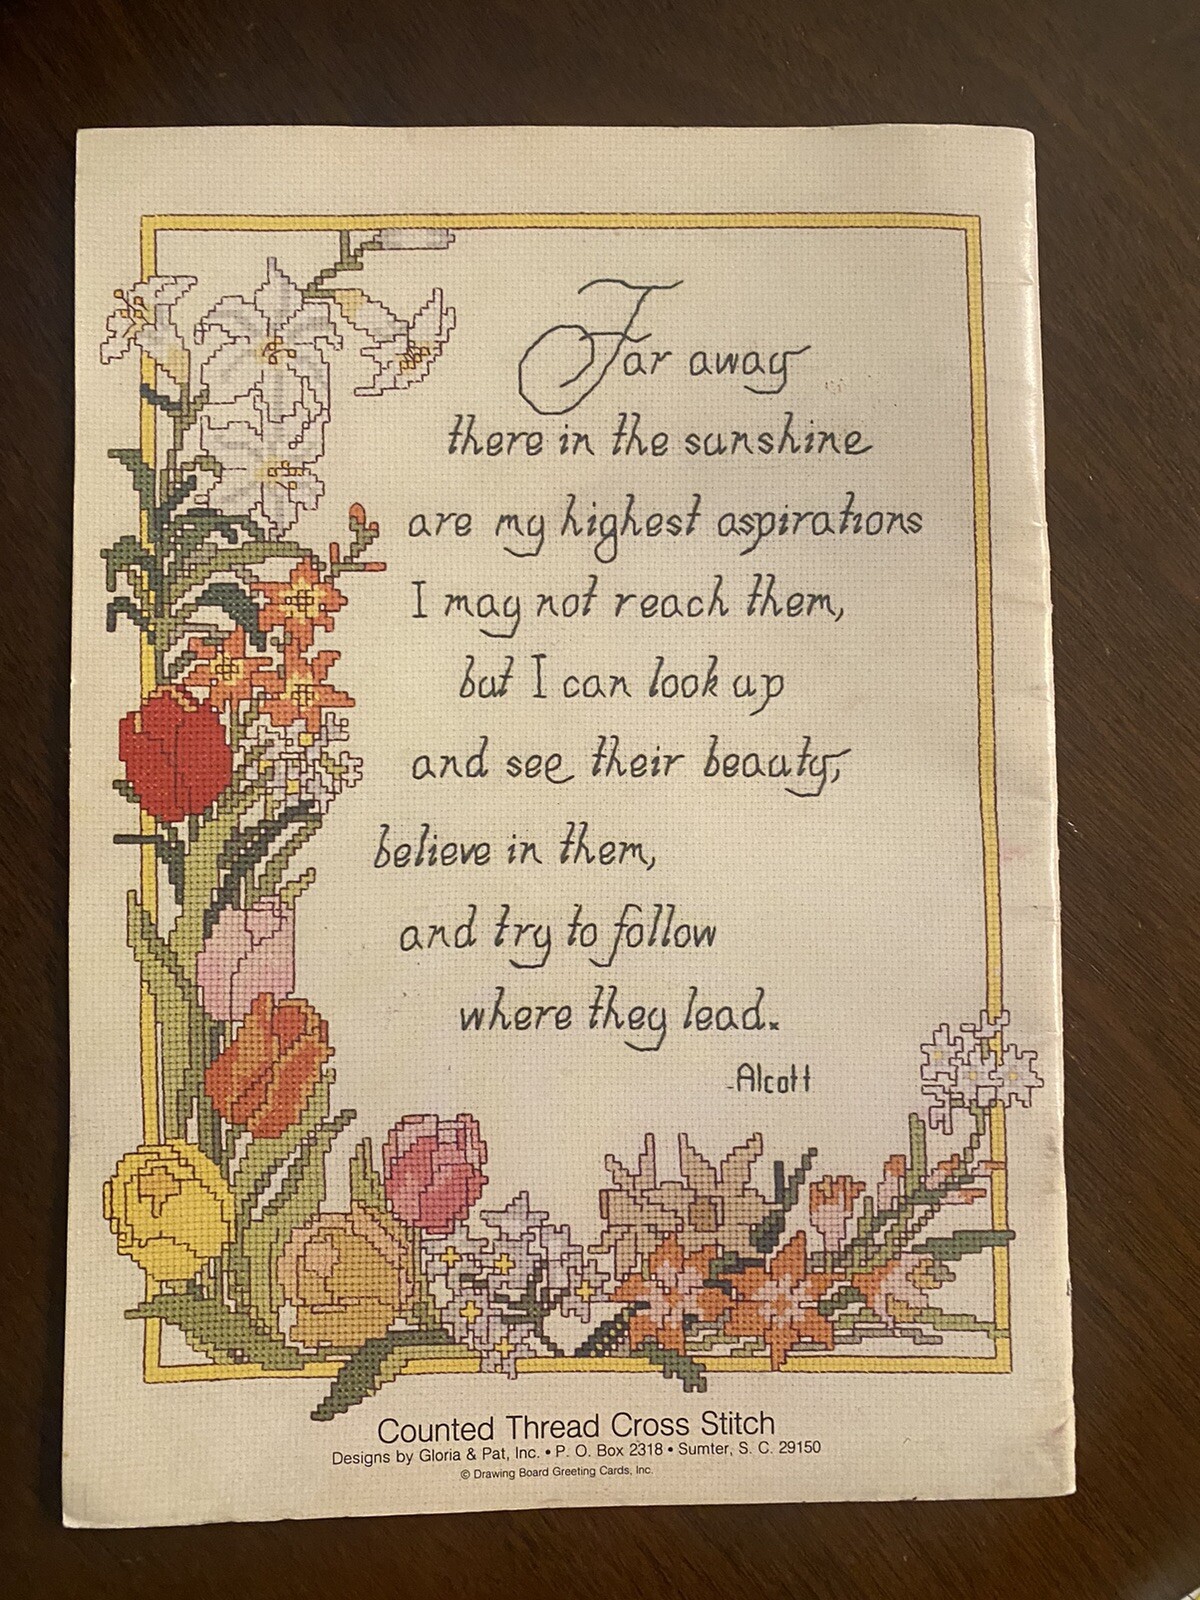 Far away
there in the sunshine
are my highest aspirations
I may not reach them,
but I can look up
and see their beauty,
believe in them,
and try to follow
where they lead.
-Alcott
Counted Thread Cross Stitch
Designs by Gloria & Pat, Inc. • P. O. Box 2318 • Sumter, S. C. 29150
© Drawing Board Greeting Cards, Inc.